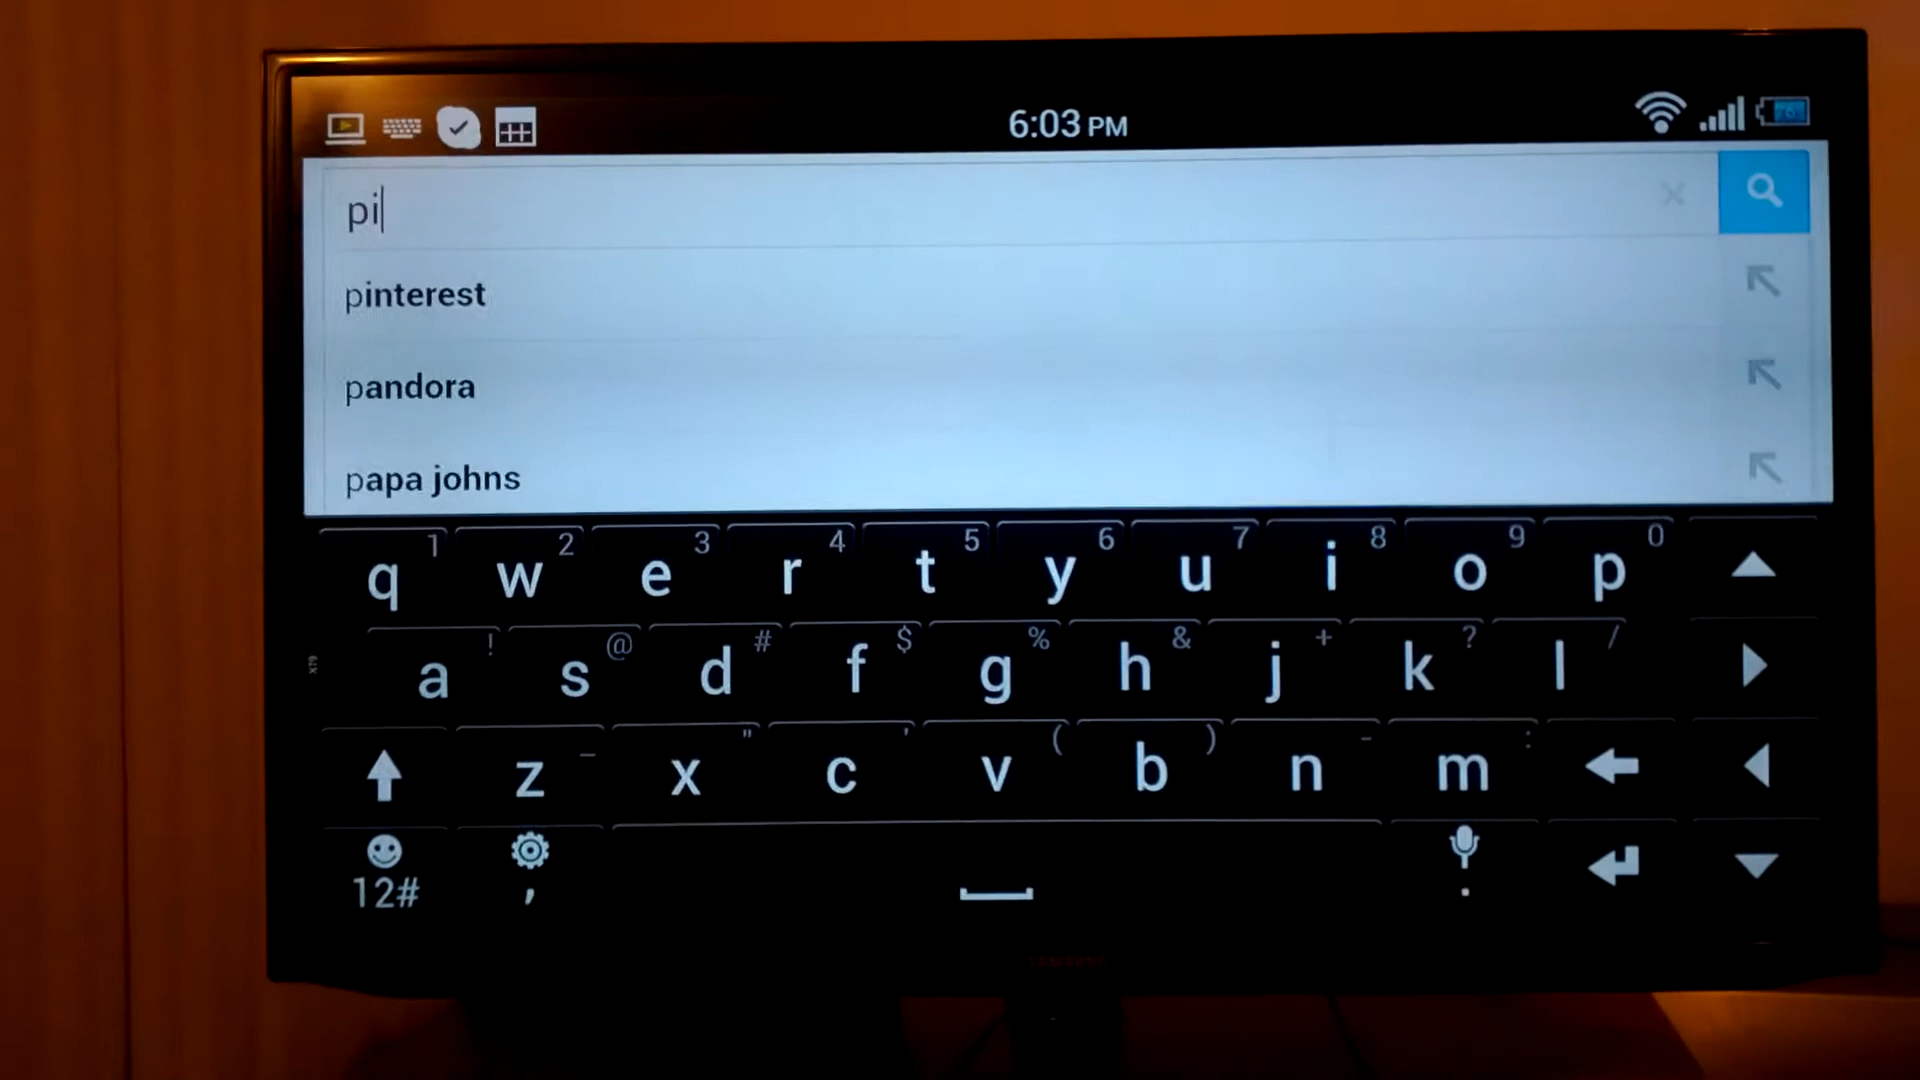 6:03 PM
pi
pinterest
pandora
papa johns
1 2 3 4 5 6 7 8 9 0
q w e r t y u i o p
! @ # $ % & + ? /
a s d f g h j k l
_ " ' ( ) - :
z x c v b n m
12# , .
SAMSUNG